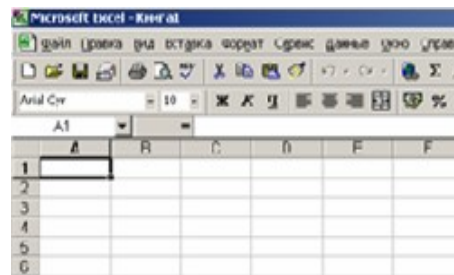 Microsoft Excel - Книга1
Файл Правка Вид Вставка Формат Сервис Данные Окно Справ
Arial Cyr 10 Ж К Ч %
A1 =
A B C D E F
1
2
3
4
5
6